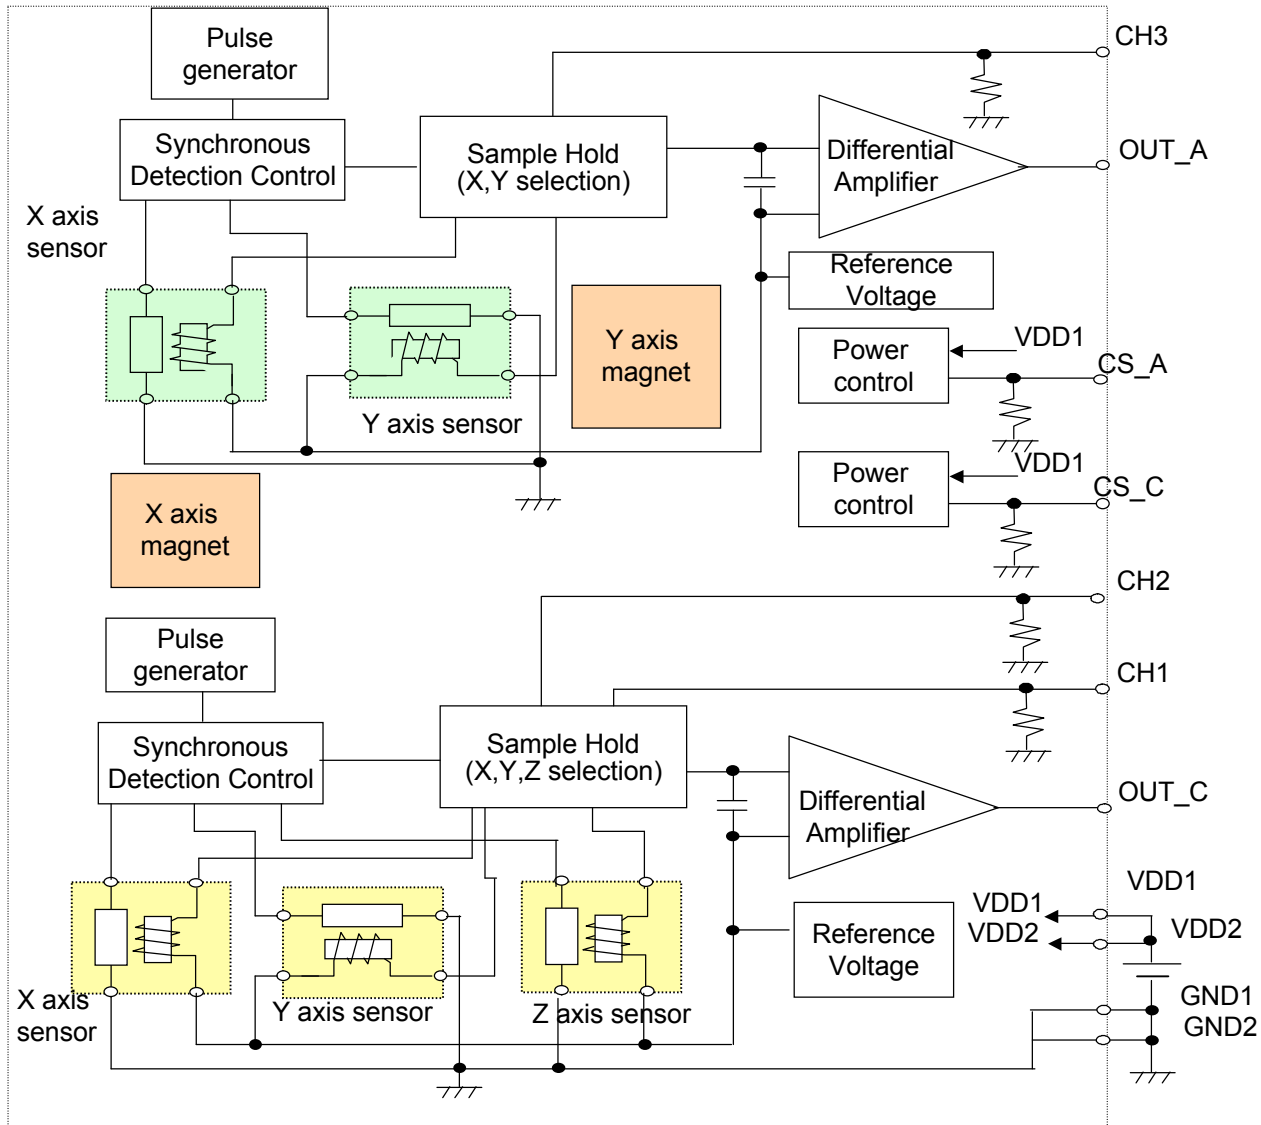 Pulse
generator
CH3
Synchronous
Detection Control
Sample Hold
(X,Y selection)
Differential
Amplifier
OUT_A
X axis
sensor
Reference
Voltage
Y axis
magnet
Power
control
VDD1
CS_A
Y axis sensor
Power
control
VDD1
CS_C
X axis
magnet
CH2
Pulse
generator
CH1
Synchronous
Detection Control
Sample Hold
(X,Y,Z selection)
Differential
Amplifier
OUT_C
VDD1
VDD1
VDD2
VDD2
Reference
Voltage
X axis
sensor
Y axis sensor
Z axis sensor
GND1
GND2